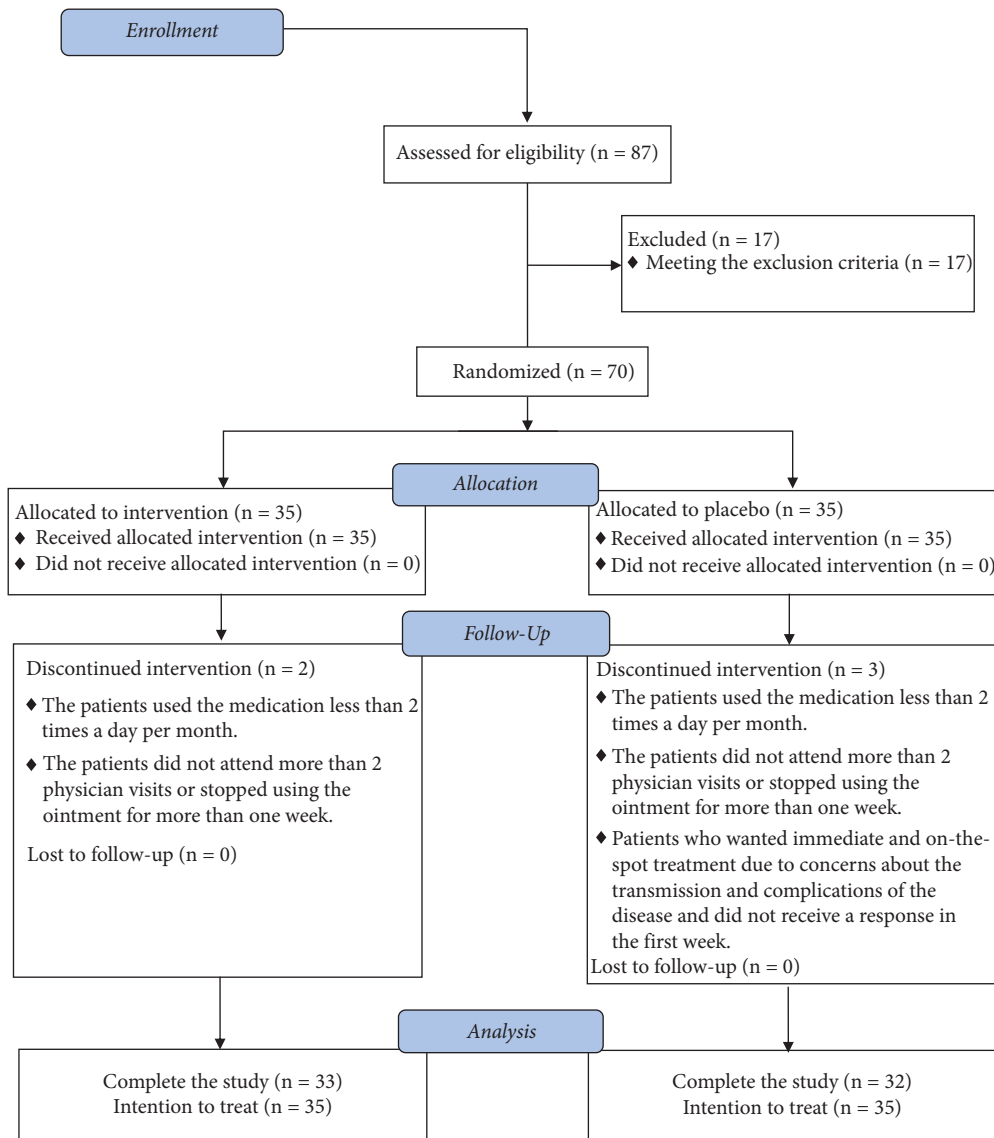 Enrollment
Assessed for eligibility (n = 87)
Excluded (n = 17)
♦ Meeting the exclusion criteria (n = 17)
Randomized (n = 70)
Allocation
Allocated to intervention (n = 35)
♦ Received allocated intervention (n = 35)
♦ Did not receive allocated intervention (n = 0)
Allocated to placebo (n = 35)
♦ Received allocated intervention (n = 35)
♦ Did not receive allocated intervention (n = 0)
Follow-Up
Discontinued intervention (n = 2)
♦ The patients used the medication less than 2
times a day per month.
♦ The patients did not attend more than 2
physician visits or stopped using the
ointment for more than one week.
Lost to follow-up (n = 0)
Discontinued intervention (n = 3)
♦ The patients used the medication less than 2
times a day per month.
♦ The patients did not attend more than 2
physician visits or stopped using the
ointment for more than one week.
♦ Patients who wanted immediate and on-the-
spot treatment due to concerns about the
transmission and complications of the
disease and did not receive a response in
the first week.
Lost to follow-up (n = 0)
Analysis
Complete the study (n = 33)
Intention to treat (n = 35)
Complete the study (n = 32)
Intention to treat (n = 35)